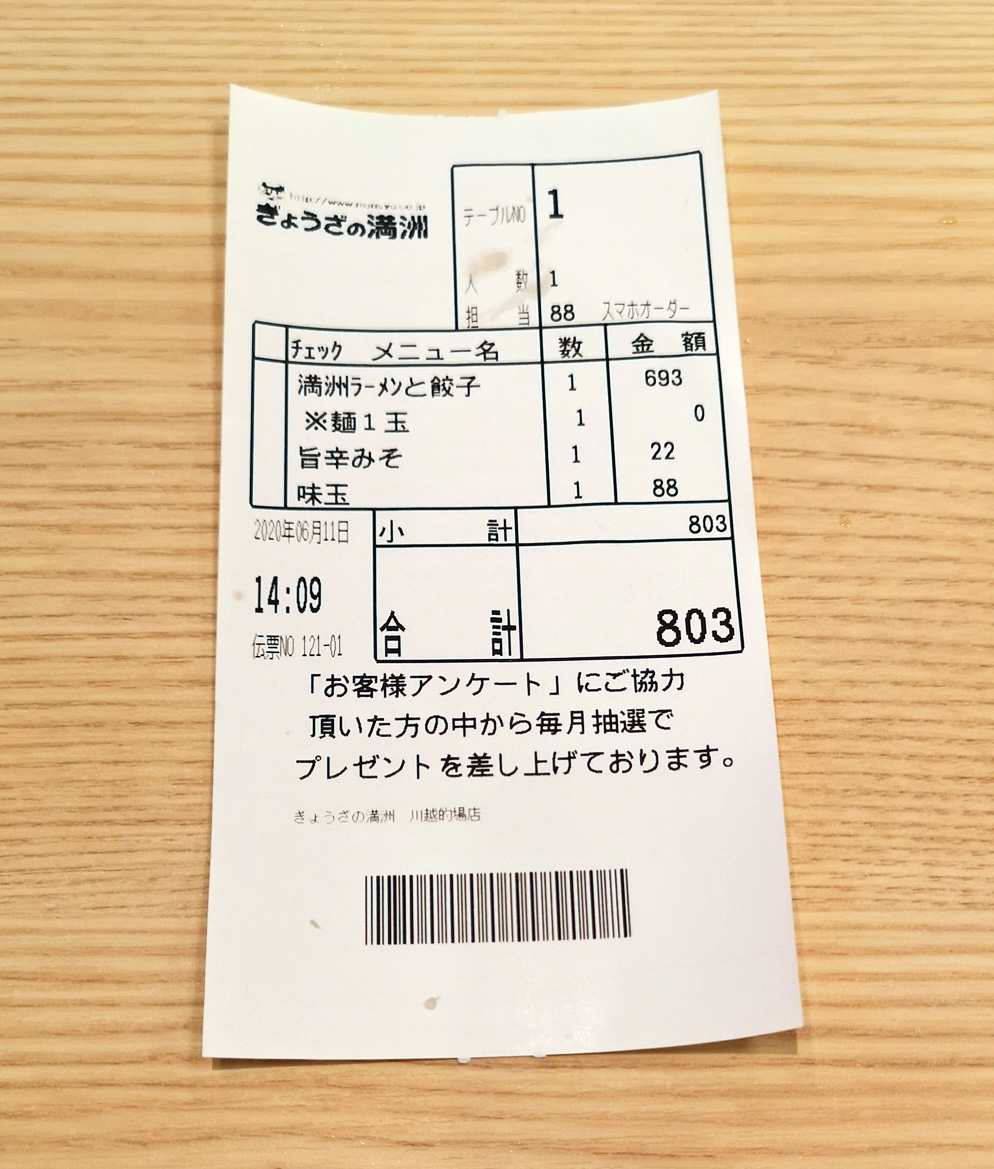 ぎょうざの満洲
テーブルNO 1
人 数 1
担 当 88 スマホオーダー
ﾁｪｯｸ メニュー名 数 金 額
満洲ﾗｰﾒﾝと餃子 1 693
※麺１玉 1 0
旨辛みそ 1 22
味玉 1 88
2020年06月11日 小 計 803
14:09
合 計 803
伝票NO 121-01
「お客様アンケート」にご協力
頂いた方の中から毎月抽選で
プレゼントを差し上げております。
ぎょうざの満洲 川越的場店